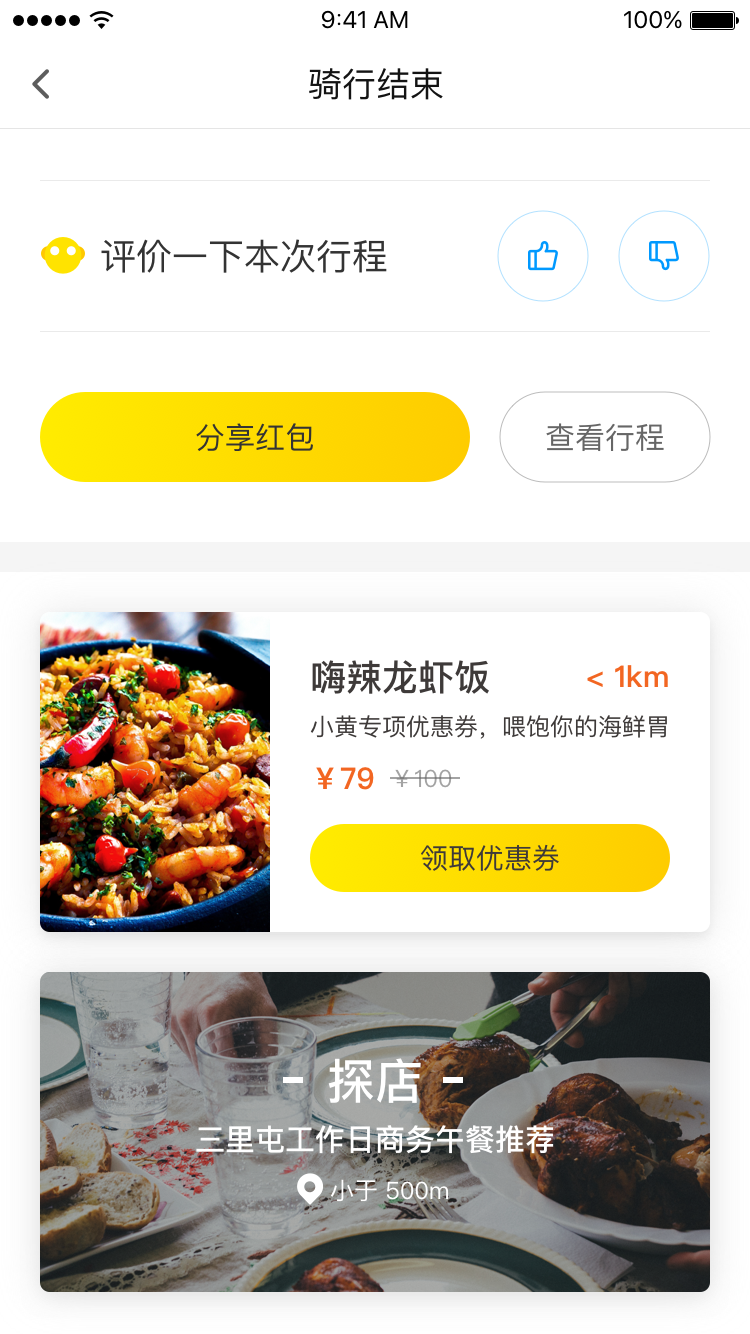 9:41 AM 100%
骑行结束
评价一下本次行程
分享红包 查看行程
嗨辣龙虾饭 < 1km
小黄专项优惠券，喂饱你的海鲜胃
¥ 79 ¥ 100
领取优惠券
- 探店 -
三里屯工作日商务午餐推荐
小于 500m